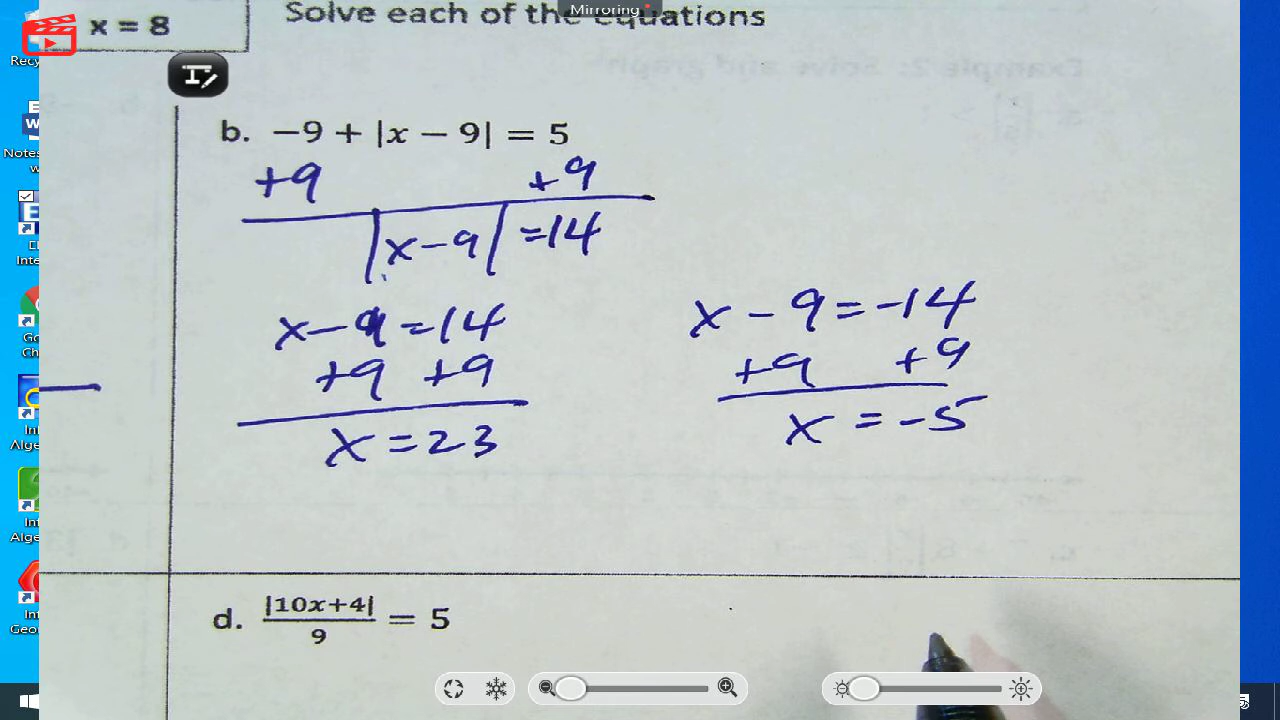 Mirroring
x = 8
Solve each of the equations
b. −9 + |x − 9| = 5
+9 +9
|x−9| =14
x−9=14
+9 +9
x=23
x−9=−14
+9 +9
x=−5
d. |10x+4|/9 = 5